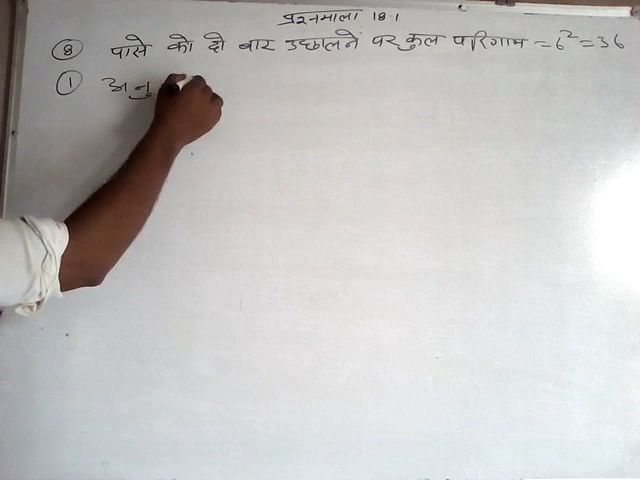 प्रश्नमाला 18.1
⑧ पासे को दो बार उछालने पर कुल परिणाम = 6² = 36
① अनु